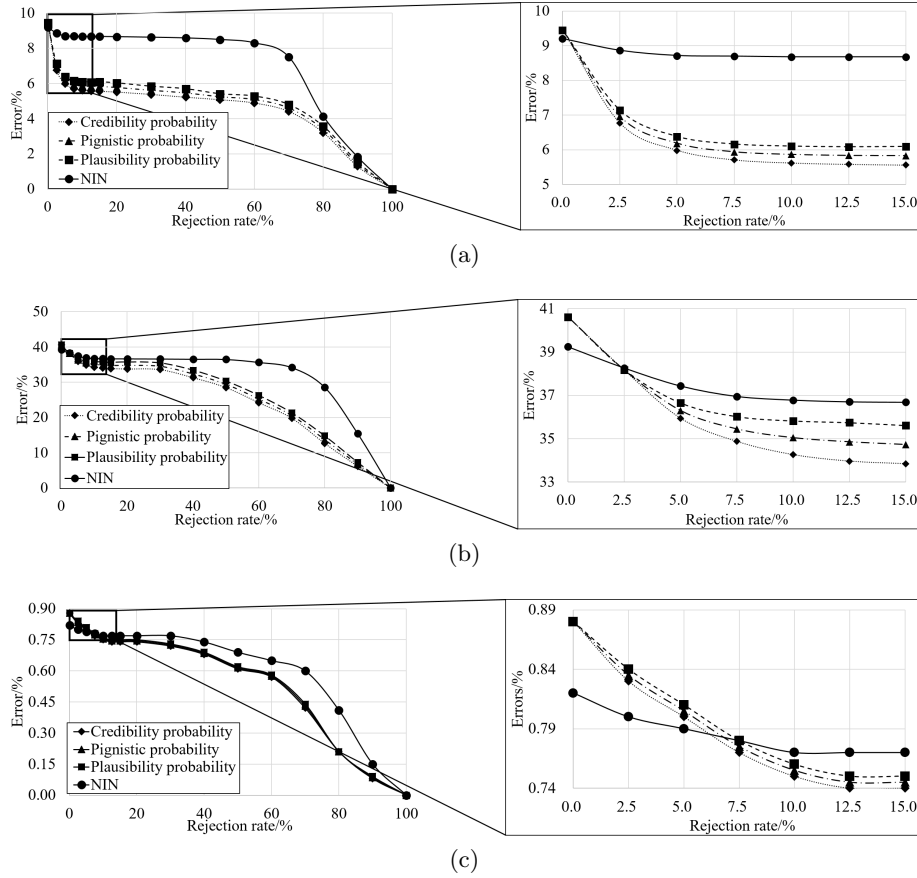 10
8
6
4
2
0
Error/%
Credibility probability
Pignistic probability
Plausibility probability
NIN
0 20 40 60 80 100
Rejection rate/%
10
9
8
7
6
5
Error/%
0.0 2.5 5.0 7.5 10.0 12.5 15.0
Rejection rate/%
(a)
50
40
30
20
10
0
Error/%
Credibility probability
Pignistic probability
Plausibility probability
NIN
0 20 40 60 80 100
Rejection rate/%
41
39
37
35
33
Error/%
0.0 2.5 5.0 7.5 10.0 12.5 15.0
Rejection rate/%
(b)
0.90
0.75
0.60
0.45
0.30
0.15
0.00
Error/%
Credibility probability
Pignistic probability
Plausibility probability
NIN
0 20 40 60 80 100
Rejection rate/%
0.89
0.84
0.79
0.74
Errors/%
0.0 2.5 5.0 7.5 10.0 12.5 15.0
Rejection rate/%
(c)